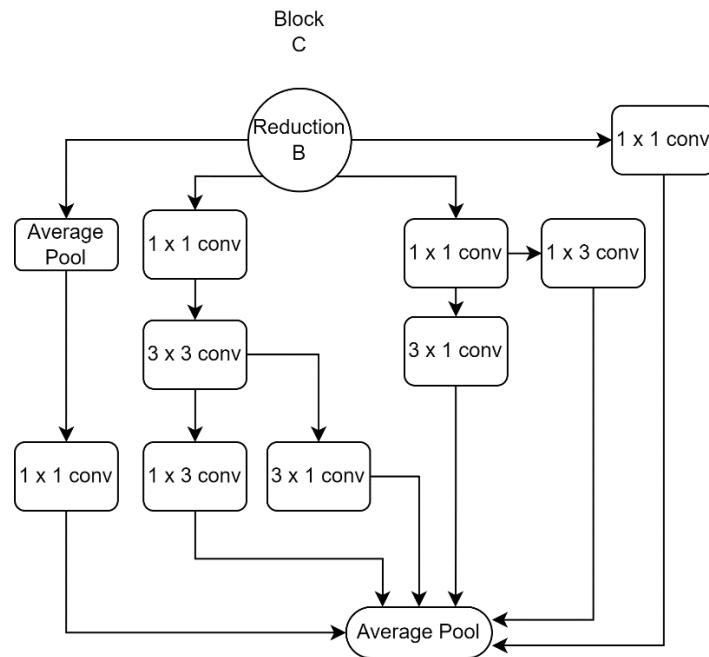 Block
C
Reduction
B
1 x 1 conv
Average
Pool
1 x 1 conv
1 x 1 conv
1 x 3 conv
3 x 3 conv
3 x 1 conv
1 x 1 conv
1 x 3 conv
3 x 1 conv
Average Pool